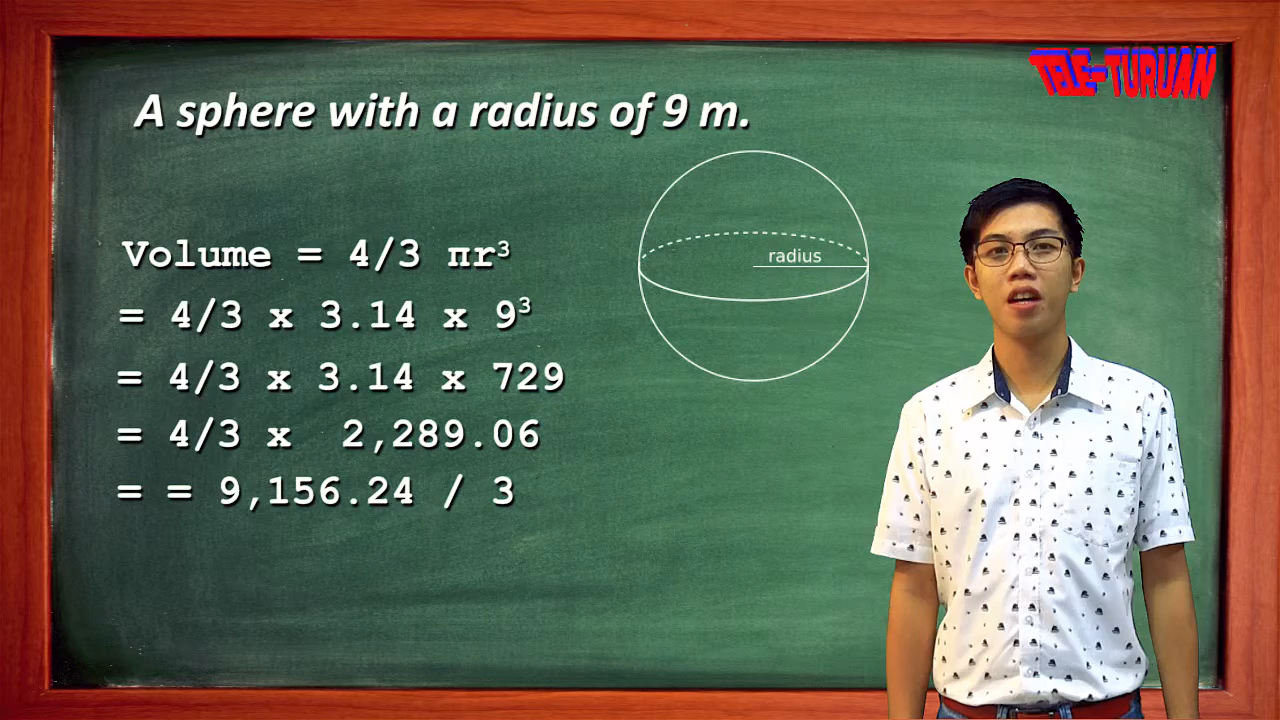 TELE-TURUAN
A sphere with a radius of 9 m.
radius
Volume = 4/3 πr³
= 4/3 x 3.14 x 9³
= 4/3 x 3.14 x 729
= 4/3 x 2,289.06
= = 9,156.24 / 3